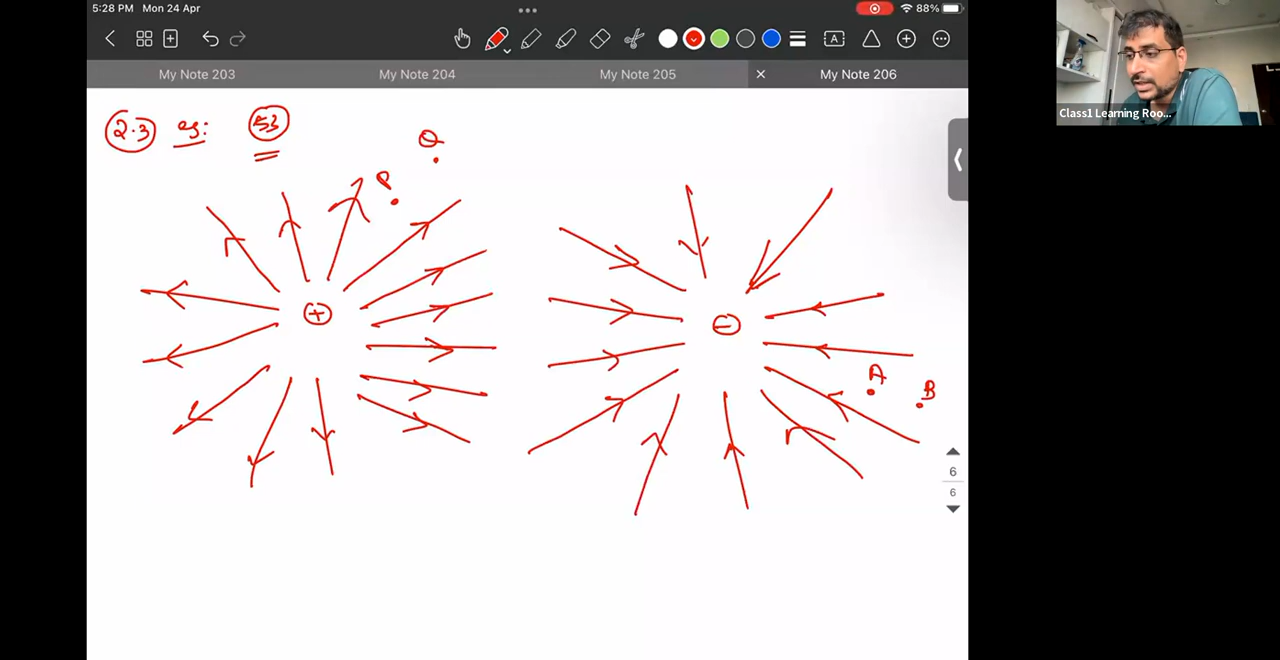 5:28 PM Mon 24 Apr
88%
My Note 203
My Note 204
My Note 205
My Note 206
Class1 Learning Roo...
2.3 eg: 53
Q
P
+
-
A
B
6
6
A